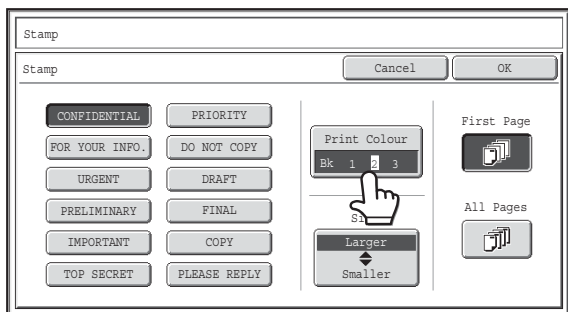 Stamp
Stamp
Cancel
OK
CONFIDENTIAL
PRIORITY
FOR YOUR INFO.
DO NOT COPY
URGENT
DRAFT
PRELIMINARY
FINAL
IMPORTANT
COPY
TOP SECRET
PLEASE REPLY
Print Colour
Bk 1 2 3
Larger
Smaller
First Page
All Pages